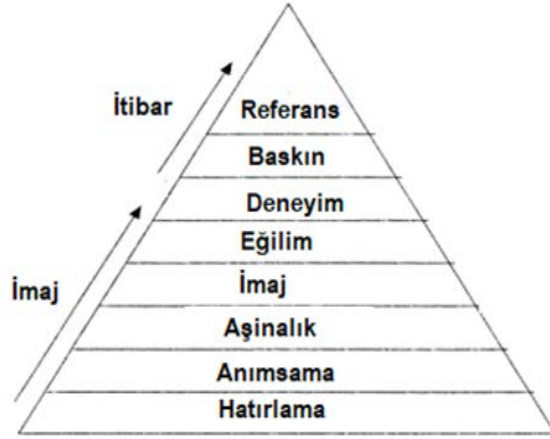 İtibar
Referans
Baskın
Deneyim
Eğilim
İmaj
İmaj
Aşinalık
Anımsama
Hatırlama